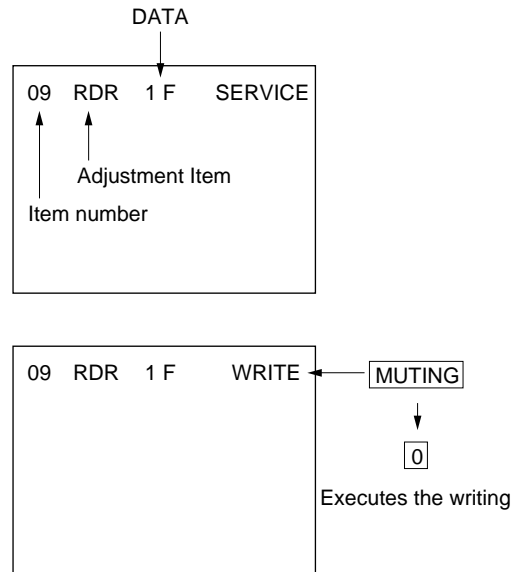 DATA
09 RDR 1 F SERVICE
Adjustment Item
Item number
09 RDR 1 F WRITE
MUTING
0
Executes the writing